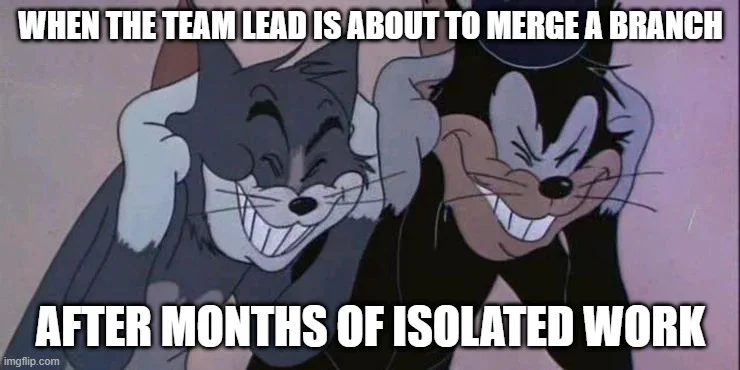 WHEN THE TEAM LEAD IS ABOUT TO MERGE A BRANCH
AFTER MONTHS OF ISOLATED WORK
imgflip.com